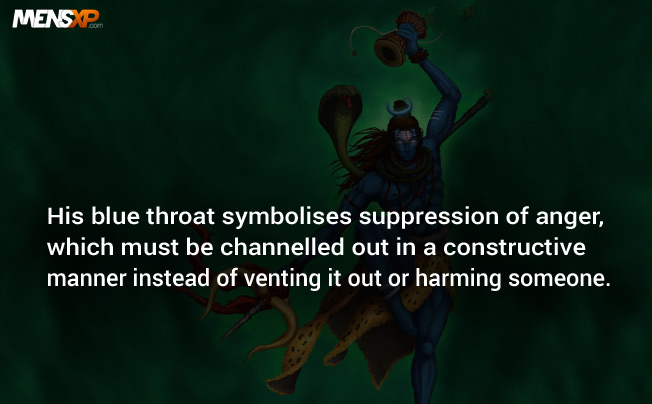 MENSXP.com
His blue throat symbolises suppression of anger,
which must be channelled out in a constructive
manner instead of venting it out or harming someone.